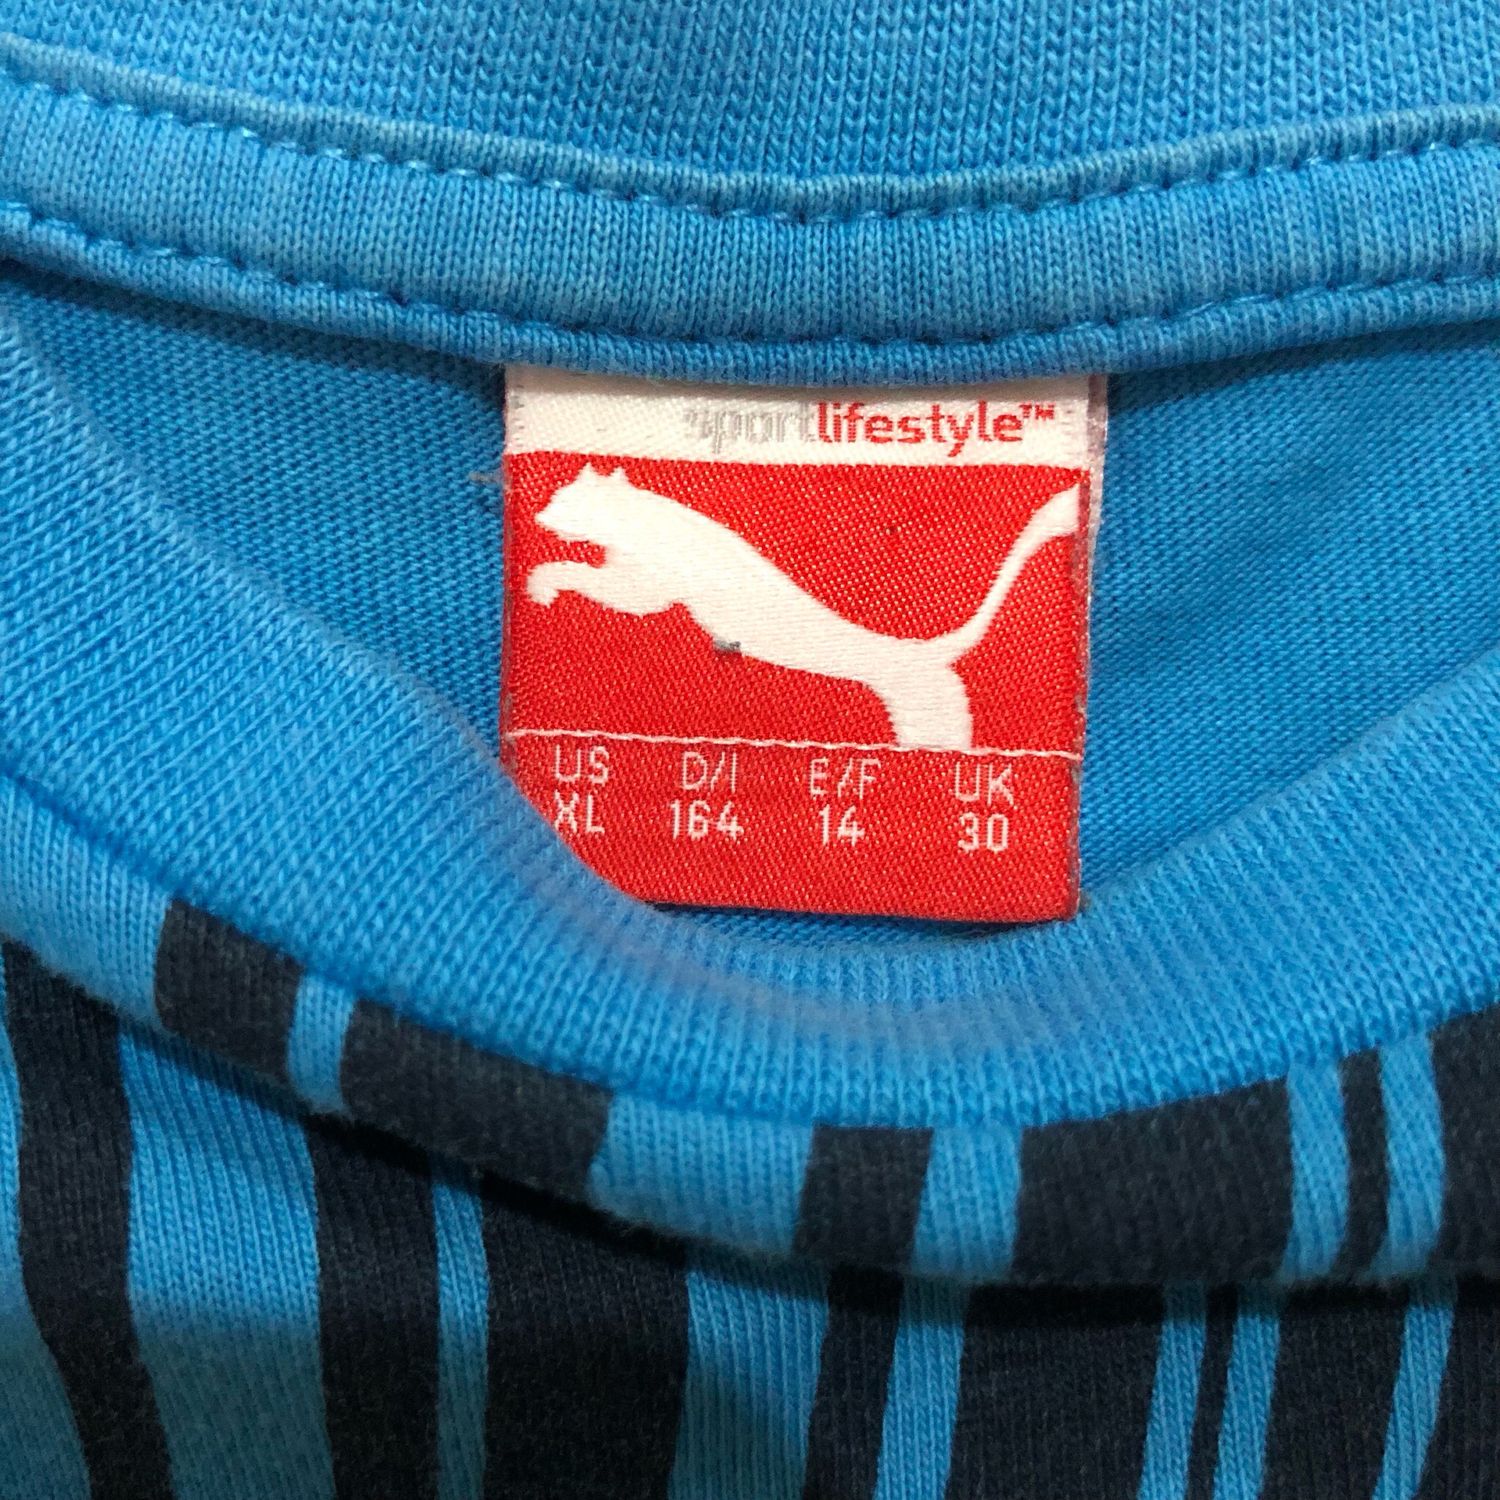 sportlifestyle™
US D/I E/F UK
XL 164 14 30